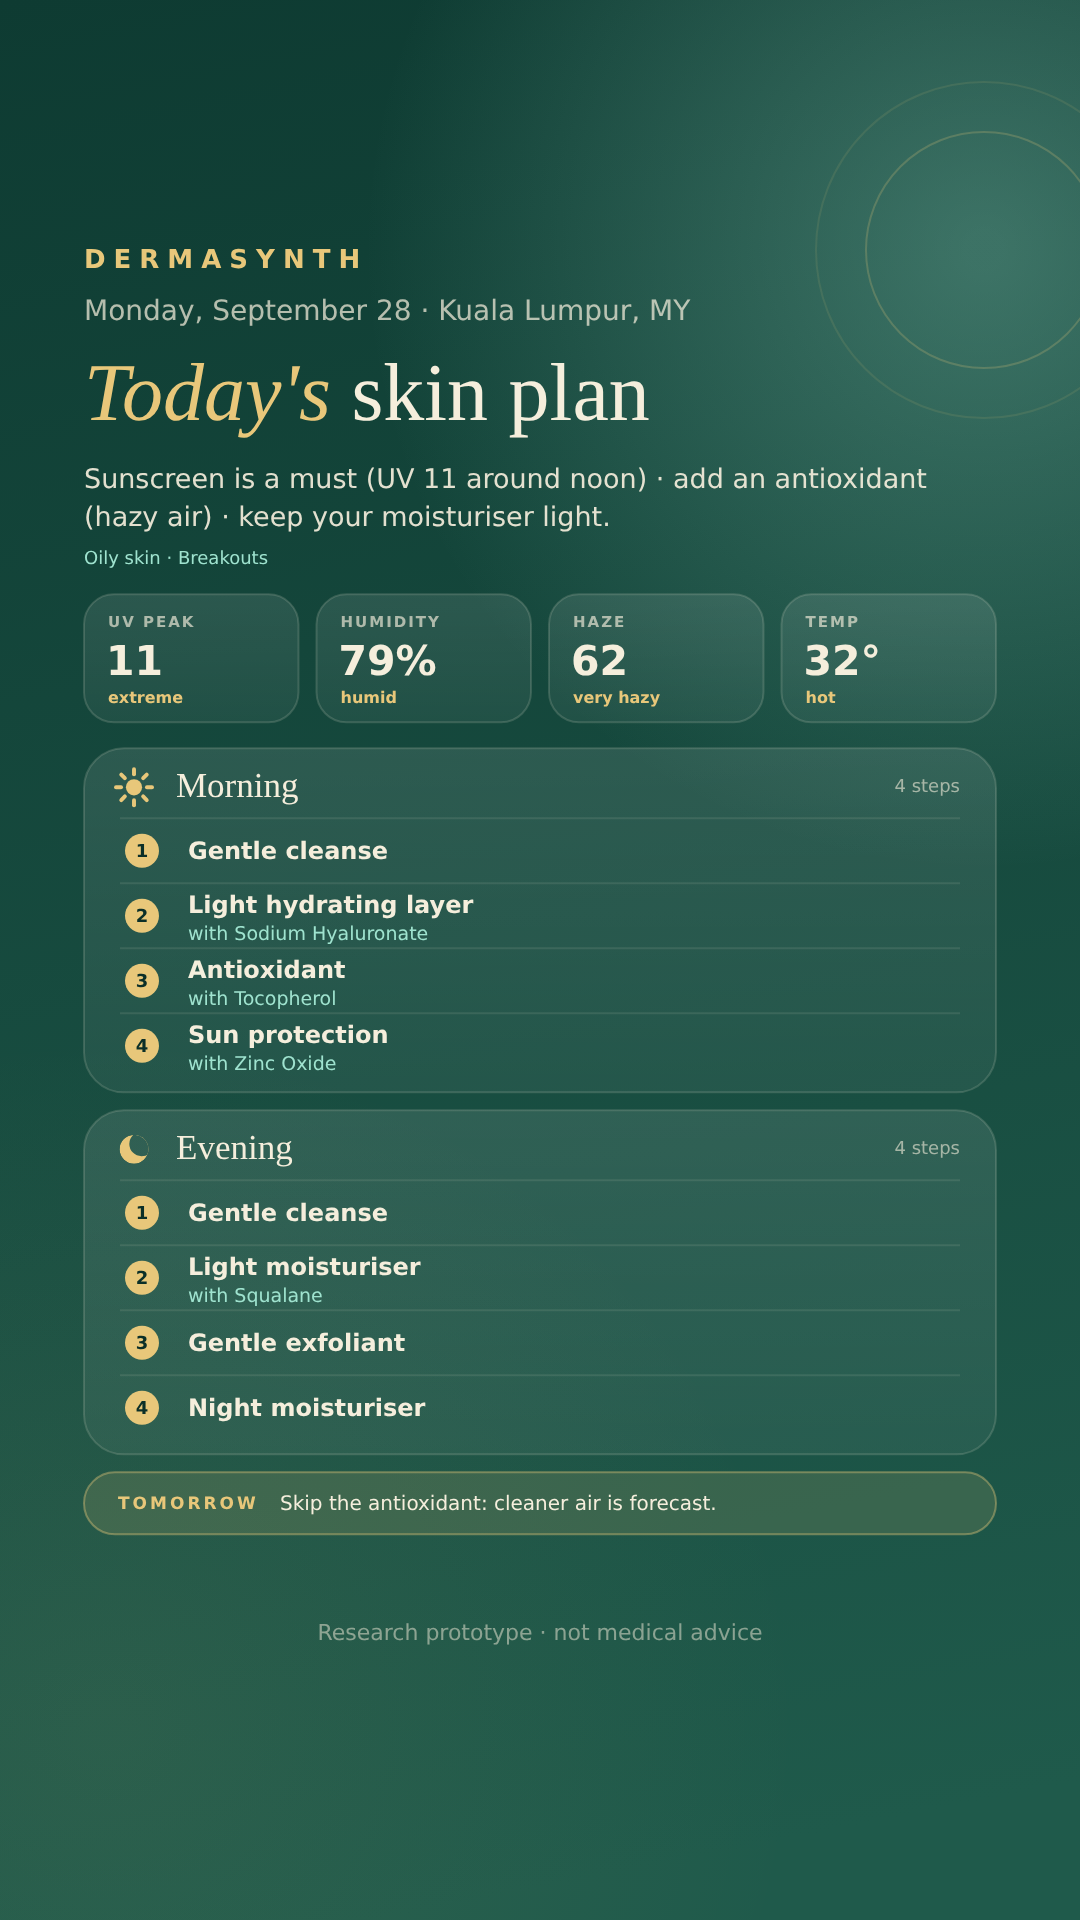 DERMASYNTH
Monday, September 28 · Kuala Lumpur, MY
Today's skin plan
Sunscreen is a must (UV 11 around noon) · add an antioxidant
(hazy air) · keep your moisturiser light.
Oily skin · Breakouts
UV PEAK
11
extreme
HUMIDITY
79%
humid
HAZE
62
very hazy
TEMP
32°
hot
Morning
4 steps
1 Gentle cleanse
2 Light hydrating layer
with Sodium Hyaluronate
3 Antioxidant
with Tocopherol
4 Sun protection
with Zinc Oxide
Evening
4 steps
1 Gentle cleanse
2 Light moisturiser
with Squalane
3 Gentle exfoliant
4 Night moisturiser
TOMORROW Skip the antioxidant: cleaner air is forecast.
Research prototype · not medical advice